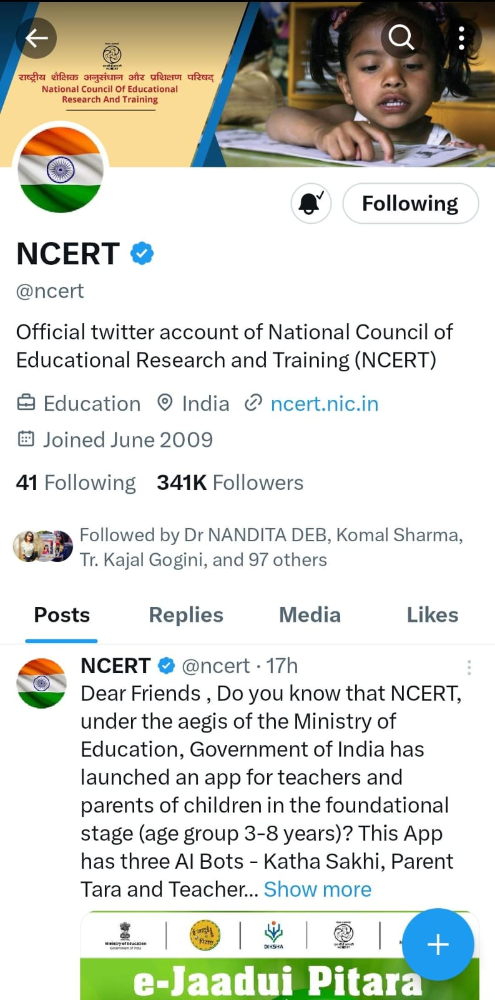 राष्ट्रीय शैक्षिक अनुसंधान और प्रशिक्षण परिषद्
National Council Of Educational
Research And Training
Following
NCERT
@ncert
Official twitter account of National Council of
Educational Research and Training (NCERT)
Education India ncert.nic.in
Joined June 2009
41 Following 341K Followers
Followed by Dr NANDITA DEB, Komal Sharma,
Tr. Kajal Gogini, and 97 others
Posts Replies Media Likes
NCERT @ncert · 17h
Dear Friends , Do you know that NCERT,
under the aegis of the Ministry of
Education, Government of India has
launched an app for teachers and
parents of children in the foundational
stage (age group 3-8 years)? This App
has three AI Bots - Katha Sakhi, Parent
Tara and Teacher... Show more
Ministry of Education
Government of India
जादुई
पिटारा
DIKSHA
e-Jaadui Pitara